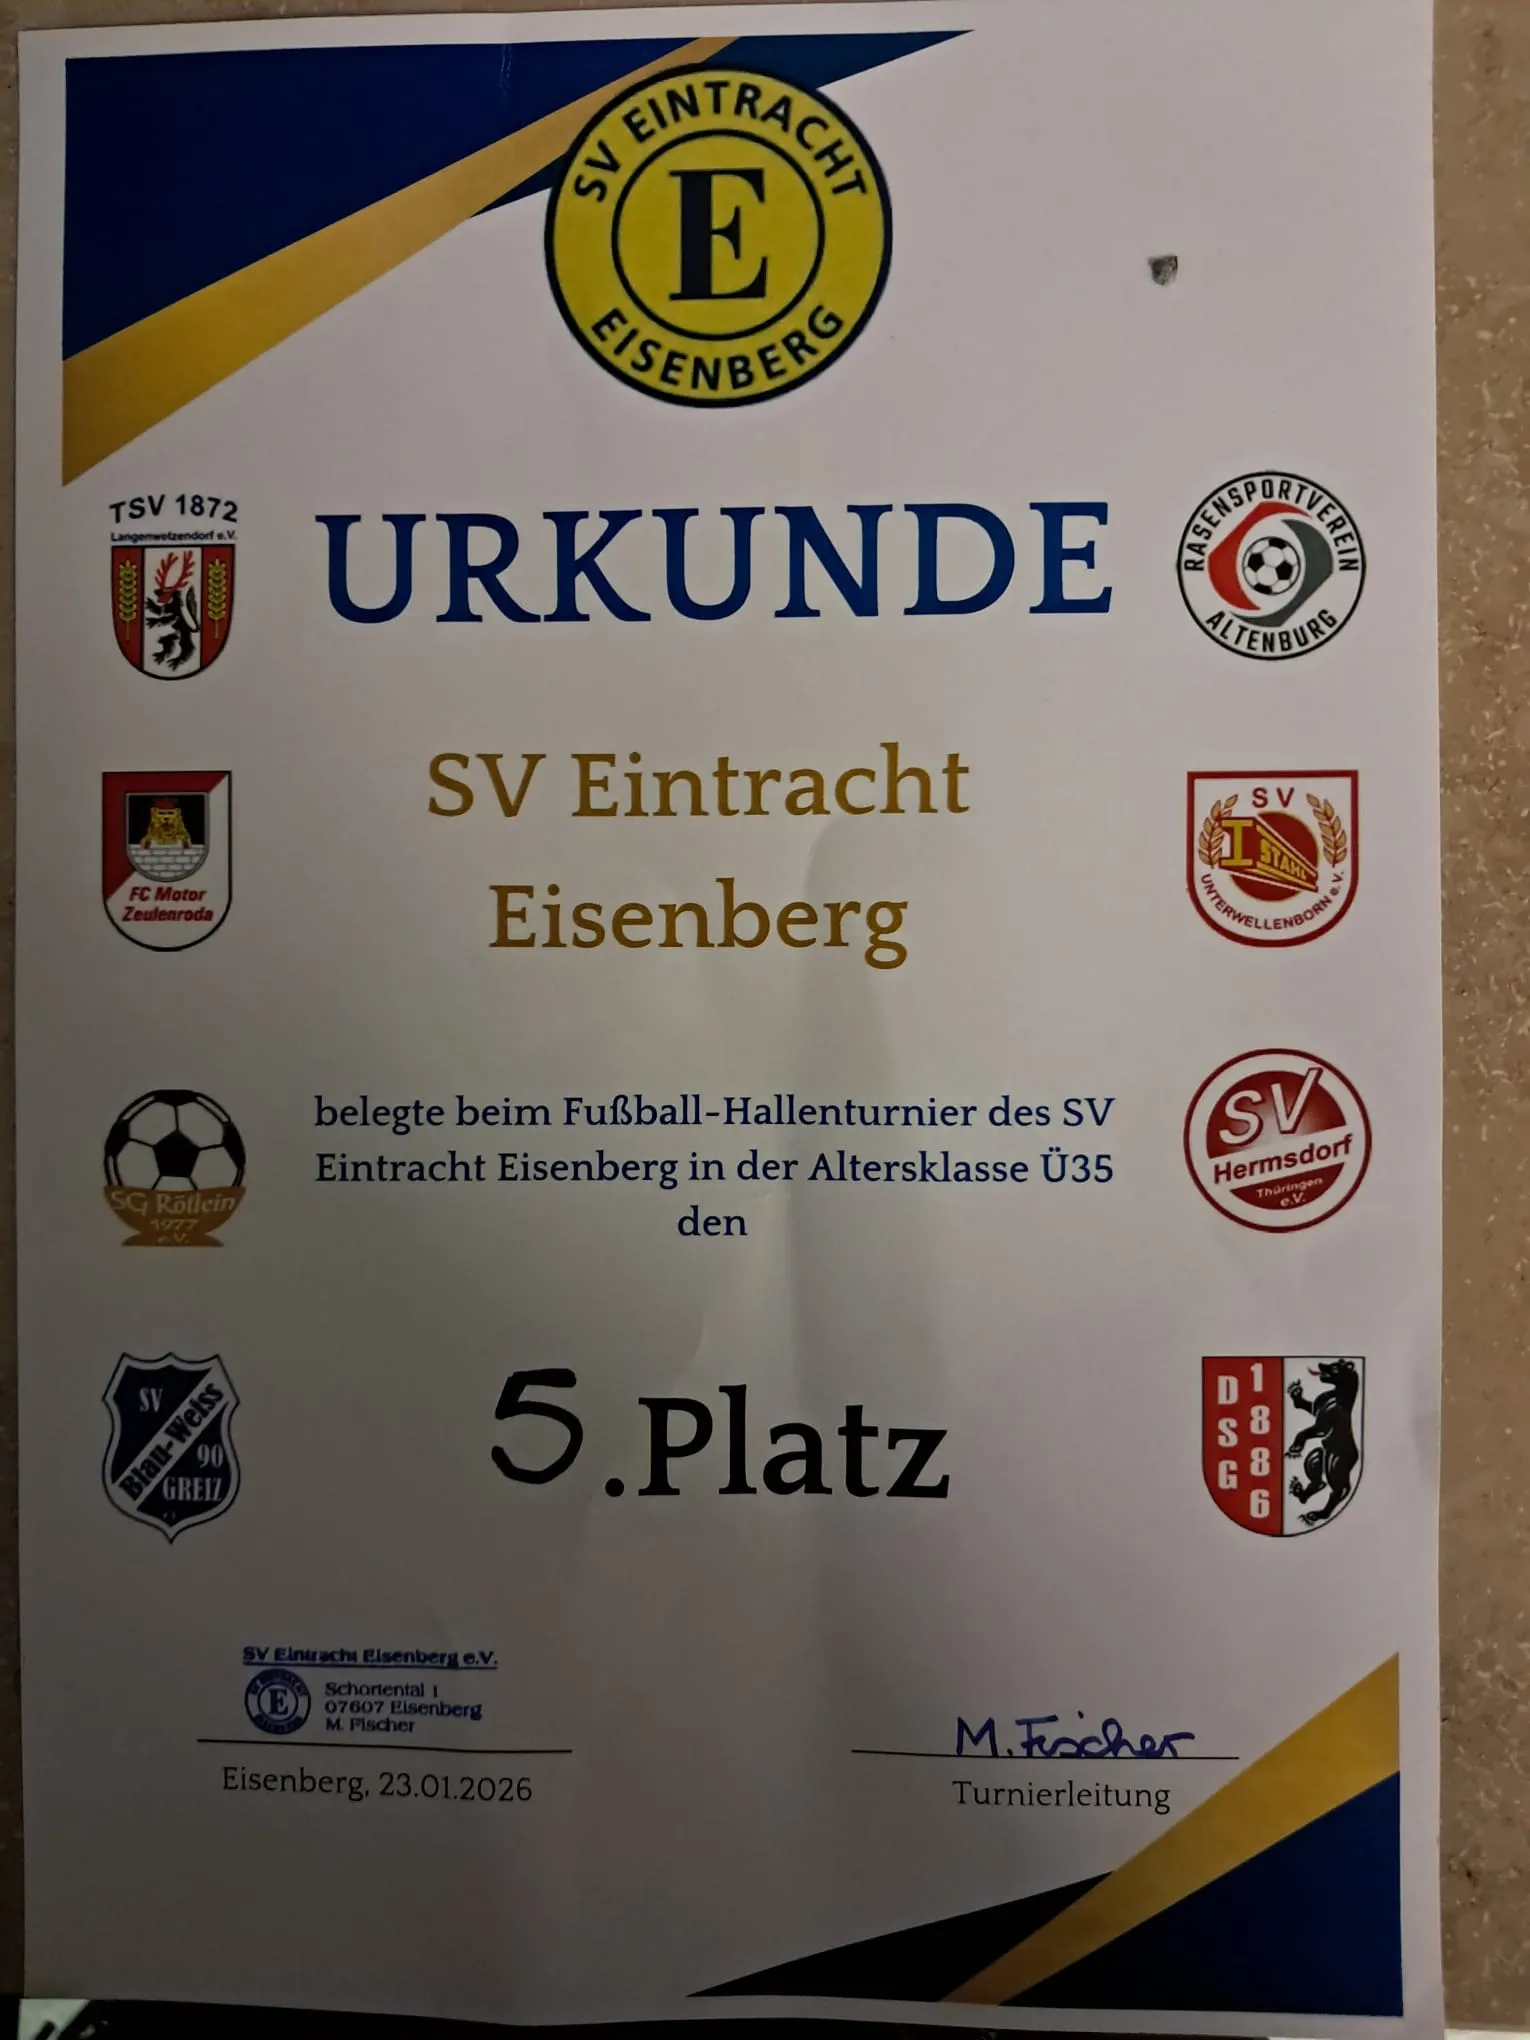 SV EINTRACHT
E
EISENBERG
TSV 1872
Langenwetzendorf e.V.
URKUNDE
RASENSPORTVEREIN
ALTENBURG
SV Eintracht
Eisenberg
FC Motor
Zeulenroda
SV
I STAHL
UNTERWELLENBORN e.V.
belegte beim Fußball-Hallenturnier des SV
Eintracht Eisenberg in der Altersklasse Ü35
den
SG Rötlein
1977
e.V.
SV
Hermsdorf
Thüringen
e.V.
5.Platz
SV
Blau-Weiss
90
GREIZ
DSG
1886
SV Eintracht Eisenberg e.V.
E
Schortental 1
07607 Eisenberg
M. Fischer
Eisenberg, 23.01.2026
M. Fischer
Turnierleitung